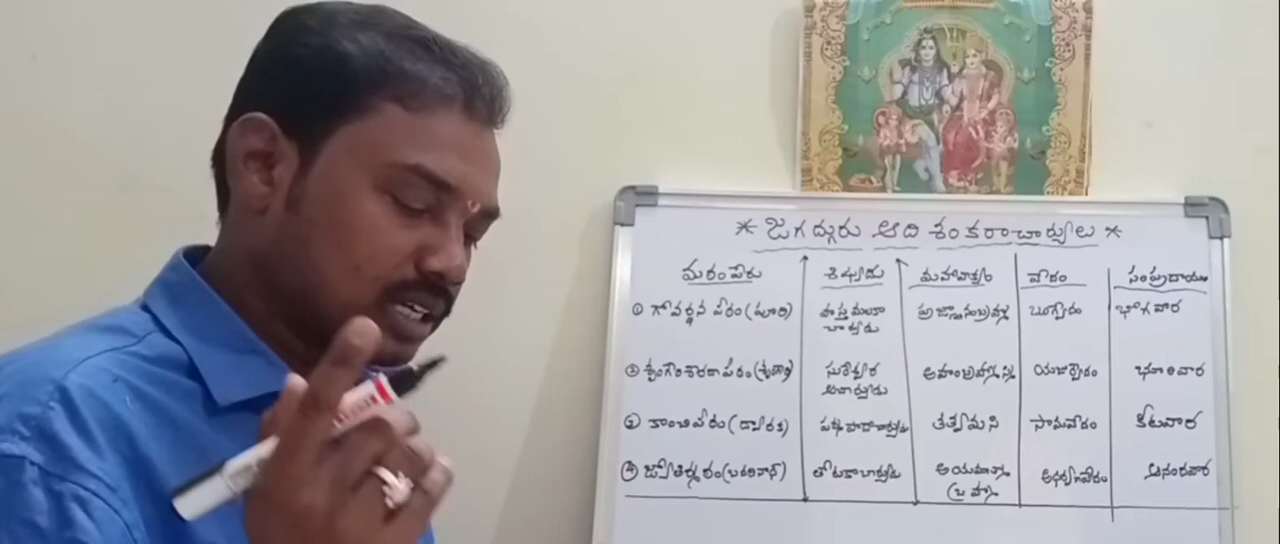 * జగద్గురు ఆది శంకరాచార్యులు *
మఠం పేరు శిష్యుడు మహావాక్యం వేదం సంప్రదాయం
① గోవర్ధన పీఠం (పూరి) హస్తమలకా ప్రజ్ఞానంబ్రహ్మ ఋగ్వేదం భోగవార
చార్యుడు
③ శృంగేరి శారదా పీఠం (శృంగేరి) సురేశ్వర అహంబ్రహ్మాస్మి యజుర్వేదం భూరివార
ఆచార్యుడు
② కాంచిపీఠం (ద్వారక) పద్మపాదాచార్యుడు తత్వమసి సామవేదం కీటవార
④ జ్యోతిర్మఠం (బదరినాథ్) తోటకాచార్యుడు అయమాత్మా అధర్వణవేదం ఆనందవార
(బ్రహ్మ)